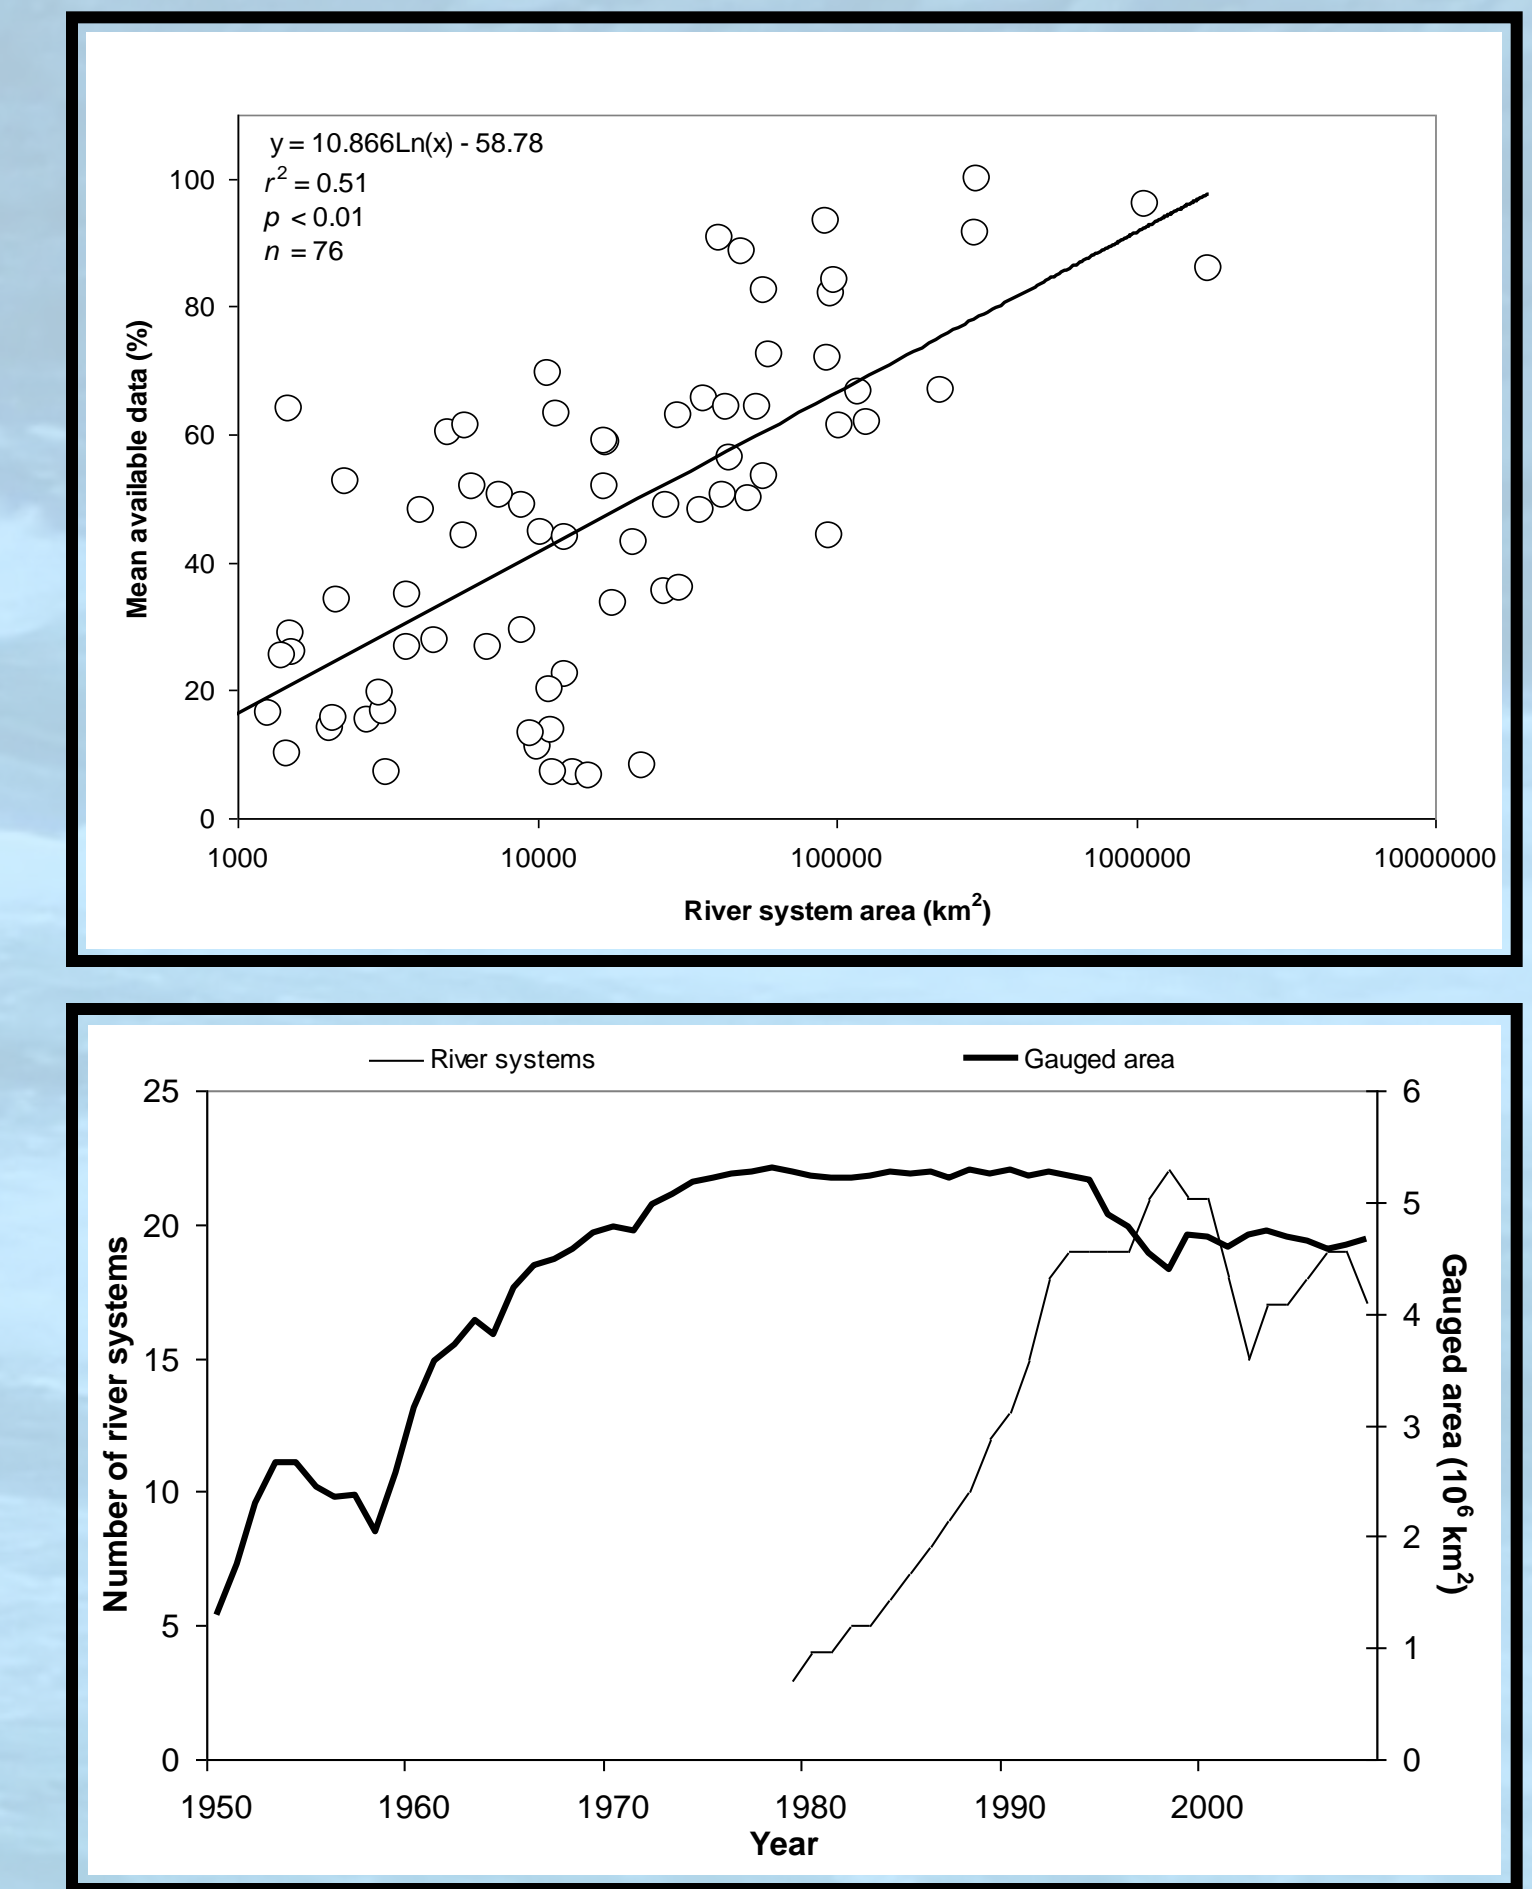 y = 10.866Ln(x) - 58.78
r² = 0.51
p < 0.01
n = 76
100
80
60
40
20
0
Mean available data (%)
1000 10000 100000 1000000 10000000
River system area (km²)
River systems Gauged area
25
20
15
10
5
0
Number of river systems
6
5
4
3
2
1
0
Gauged area (10⁶ km²)
1950 1960 1970 1980 1990 2000
Year